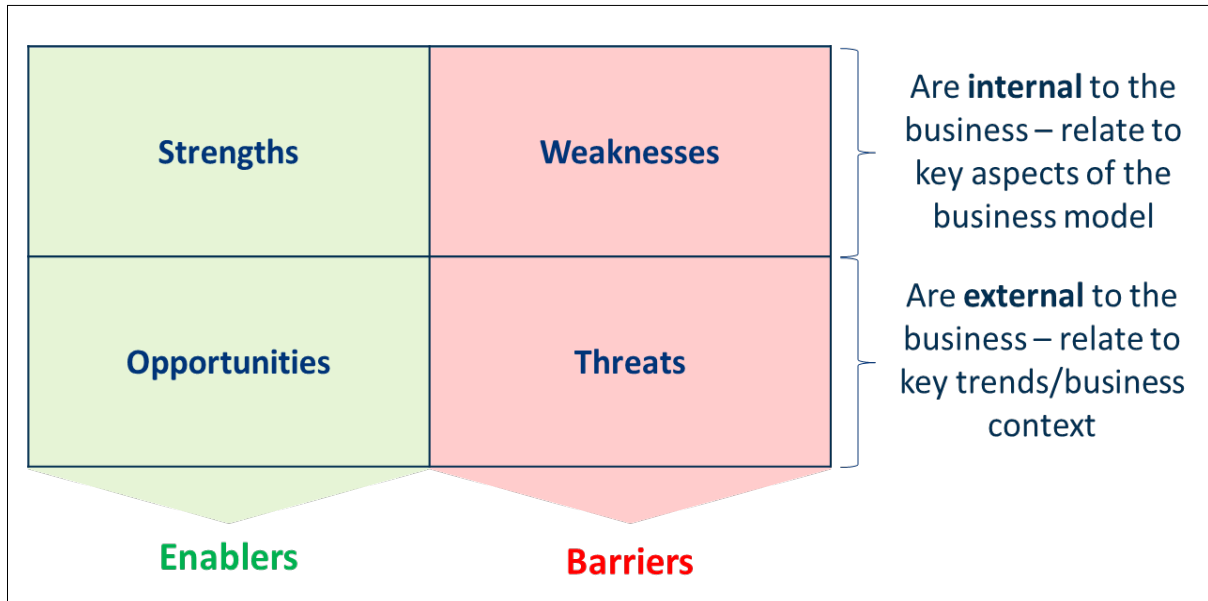 Strengths
Weaknesses
Are internal to the
business – relate to
key aspects of the
business model
Opportunities
Threats
Are external to the
business – relate to
key trends/business
context
Enablers
Barriers